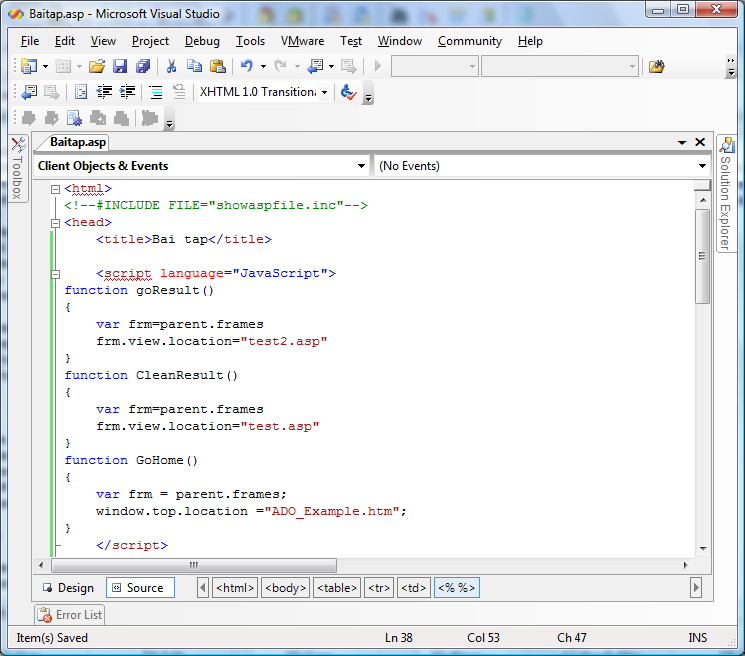 Baitap.asp - Microsoft Visual Studio
File Edit View Project Debug Tools VMware Test Window Community Help
XHTML 1.0 Transitiona
Toolbox
Baitap.asp
Client Objects & Events (No Events)
Solution Explorer
<html>
<!--#INCLUDE FILE="showaspfile.inc"-->
<head>
<title>Bai tap</title>
<script language="JavaScript">
function goResult()
{
var frm=parent.frames
frm.view.location="test2.asp"
}
function CleanResult()
{
var frm=parent.frames
frm.view.location="test.asp"
}
function GoHome()
{
var frm = parent.frames;
window.top.location ="ADO_Example.htm";
}
</script>
Design Source <html> <body> <table> <tr> <td> <% %>
Error List
Item(s) Saved Ln 38 Col 53 Ch 47 INS